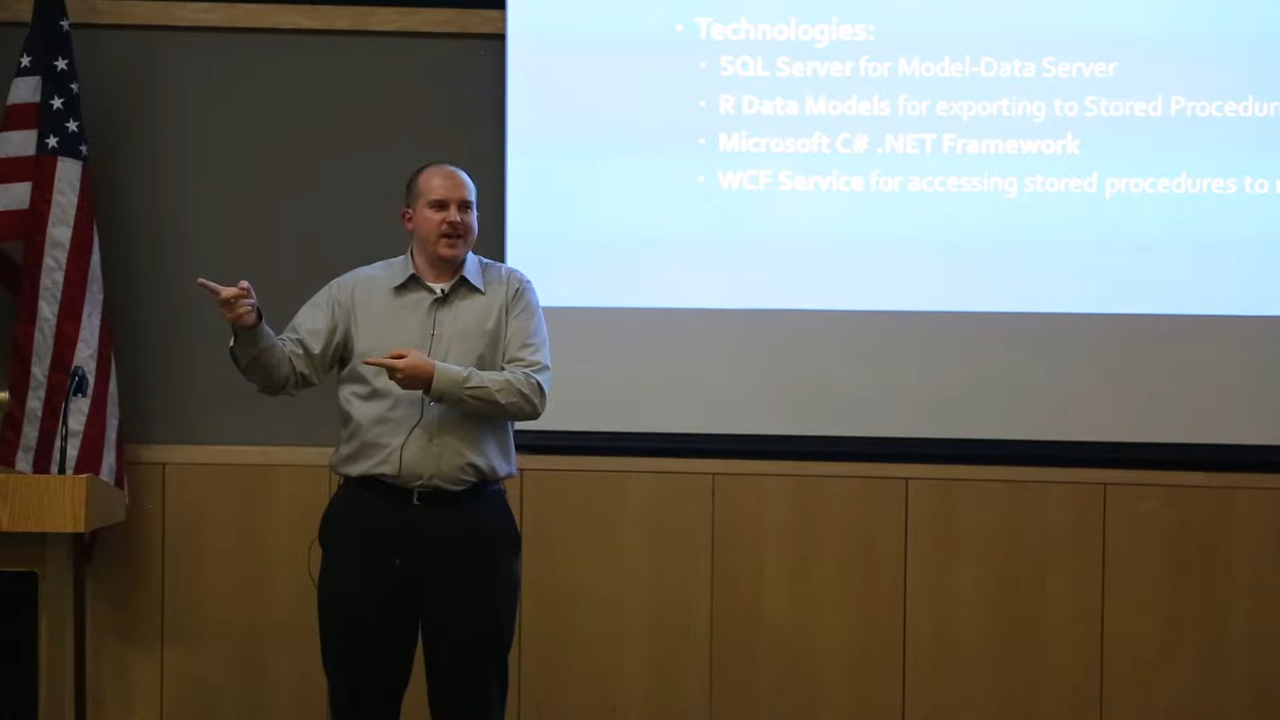 • Technologies:
• SQL Server for Model-Data Server
• R Data Models for exporting to Stored
• Microsoft C# .NET Framework
• WCF Service for accessing stored procedures to